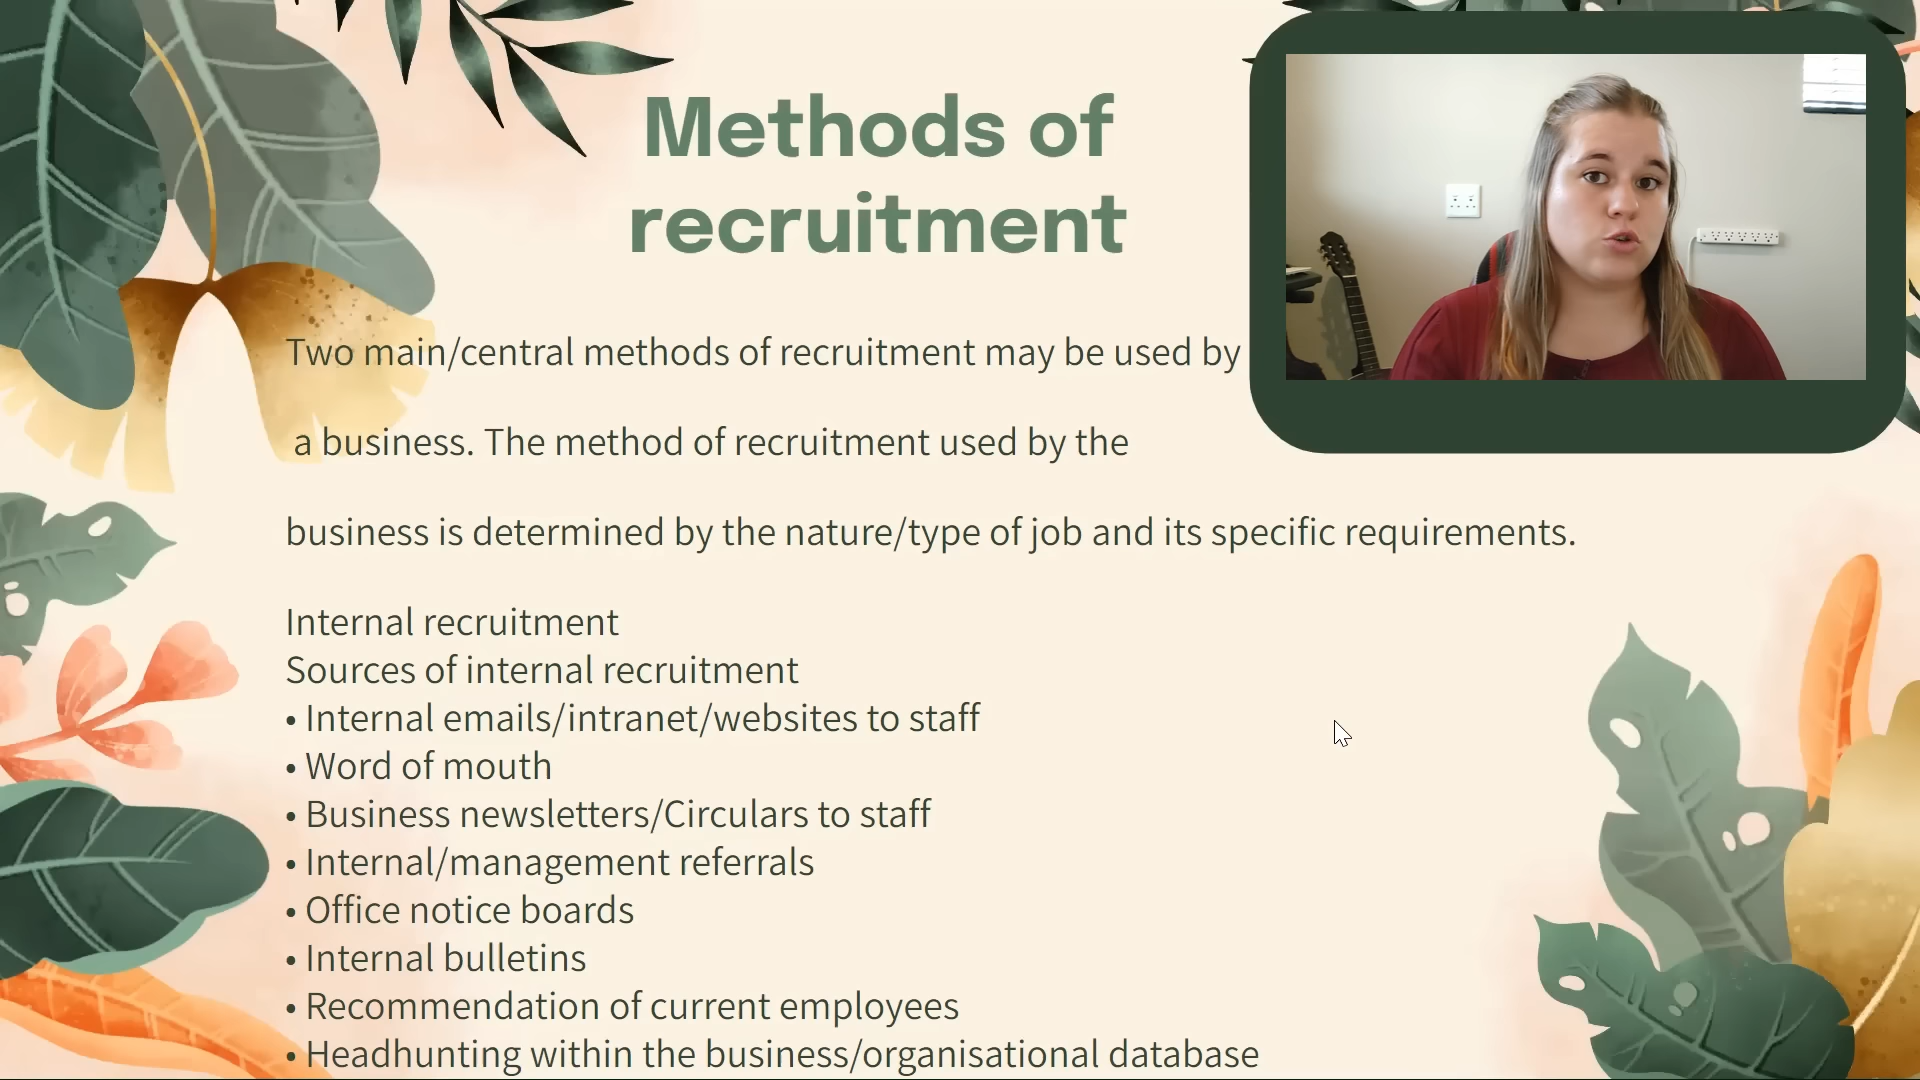 Methods of
recruitment
Two main/central methods of recruitment may be used by
a business. The method of recruitment used by the
business is determined by the nature/type of job and its specific requirements.
Internal recruitment
Sources of internal recruitment
• Internal emails/intranet/websites to staff
• Word of mouth
• Business newsletters/Circulars to staff
• Internal/management referrals
• Office notice boards
• Internal bulletins
• Recommendation of current employees
• Headhunting within the business/organisational database